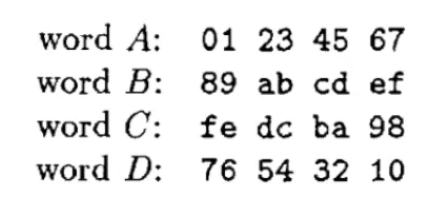 word A: 01 23 45 67
word B: 89 ab cd ef
word C: fe dc ba 98
word D: 76 54 32 10